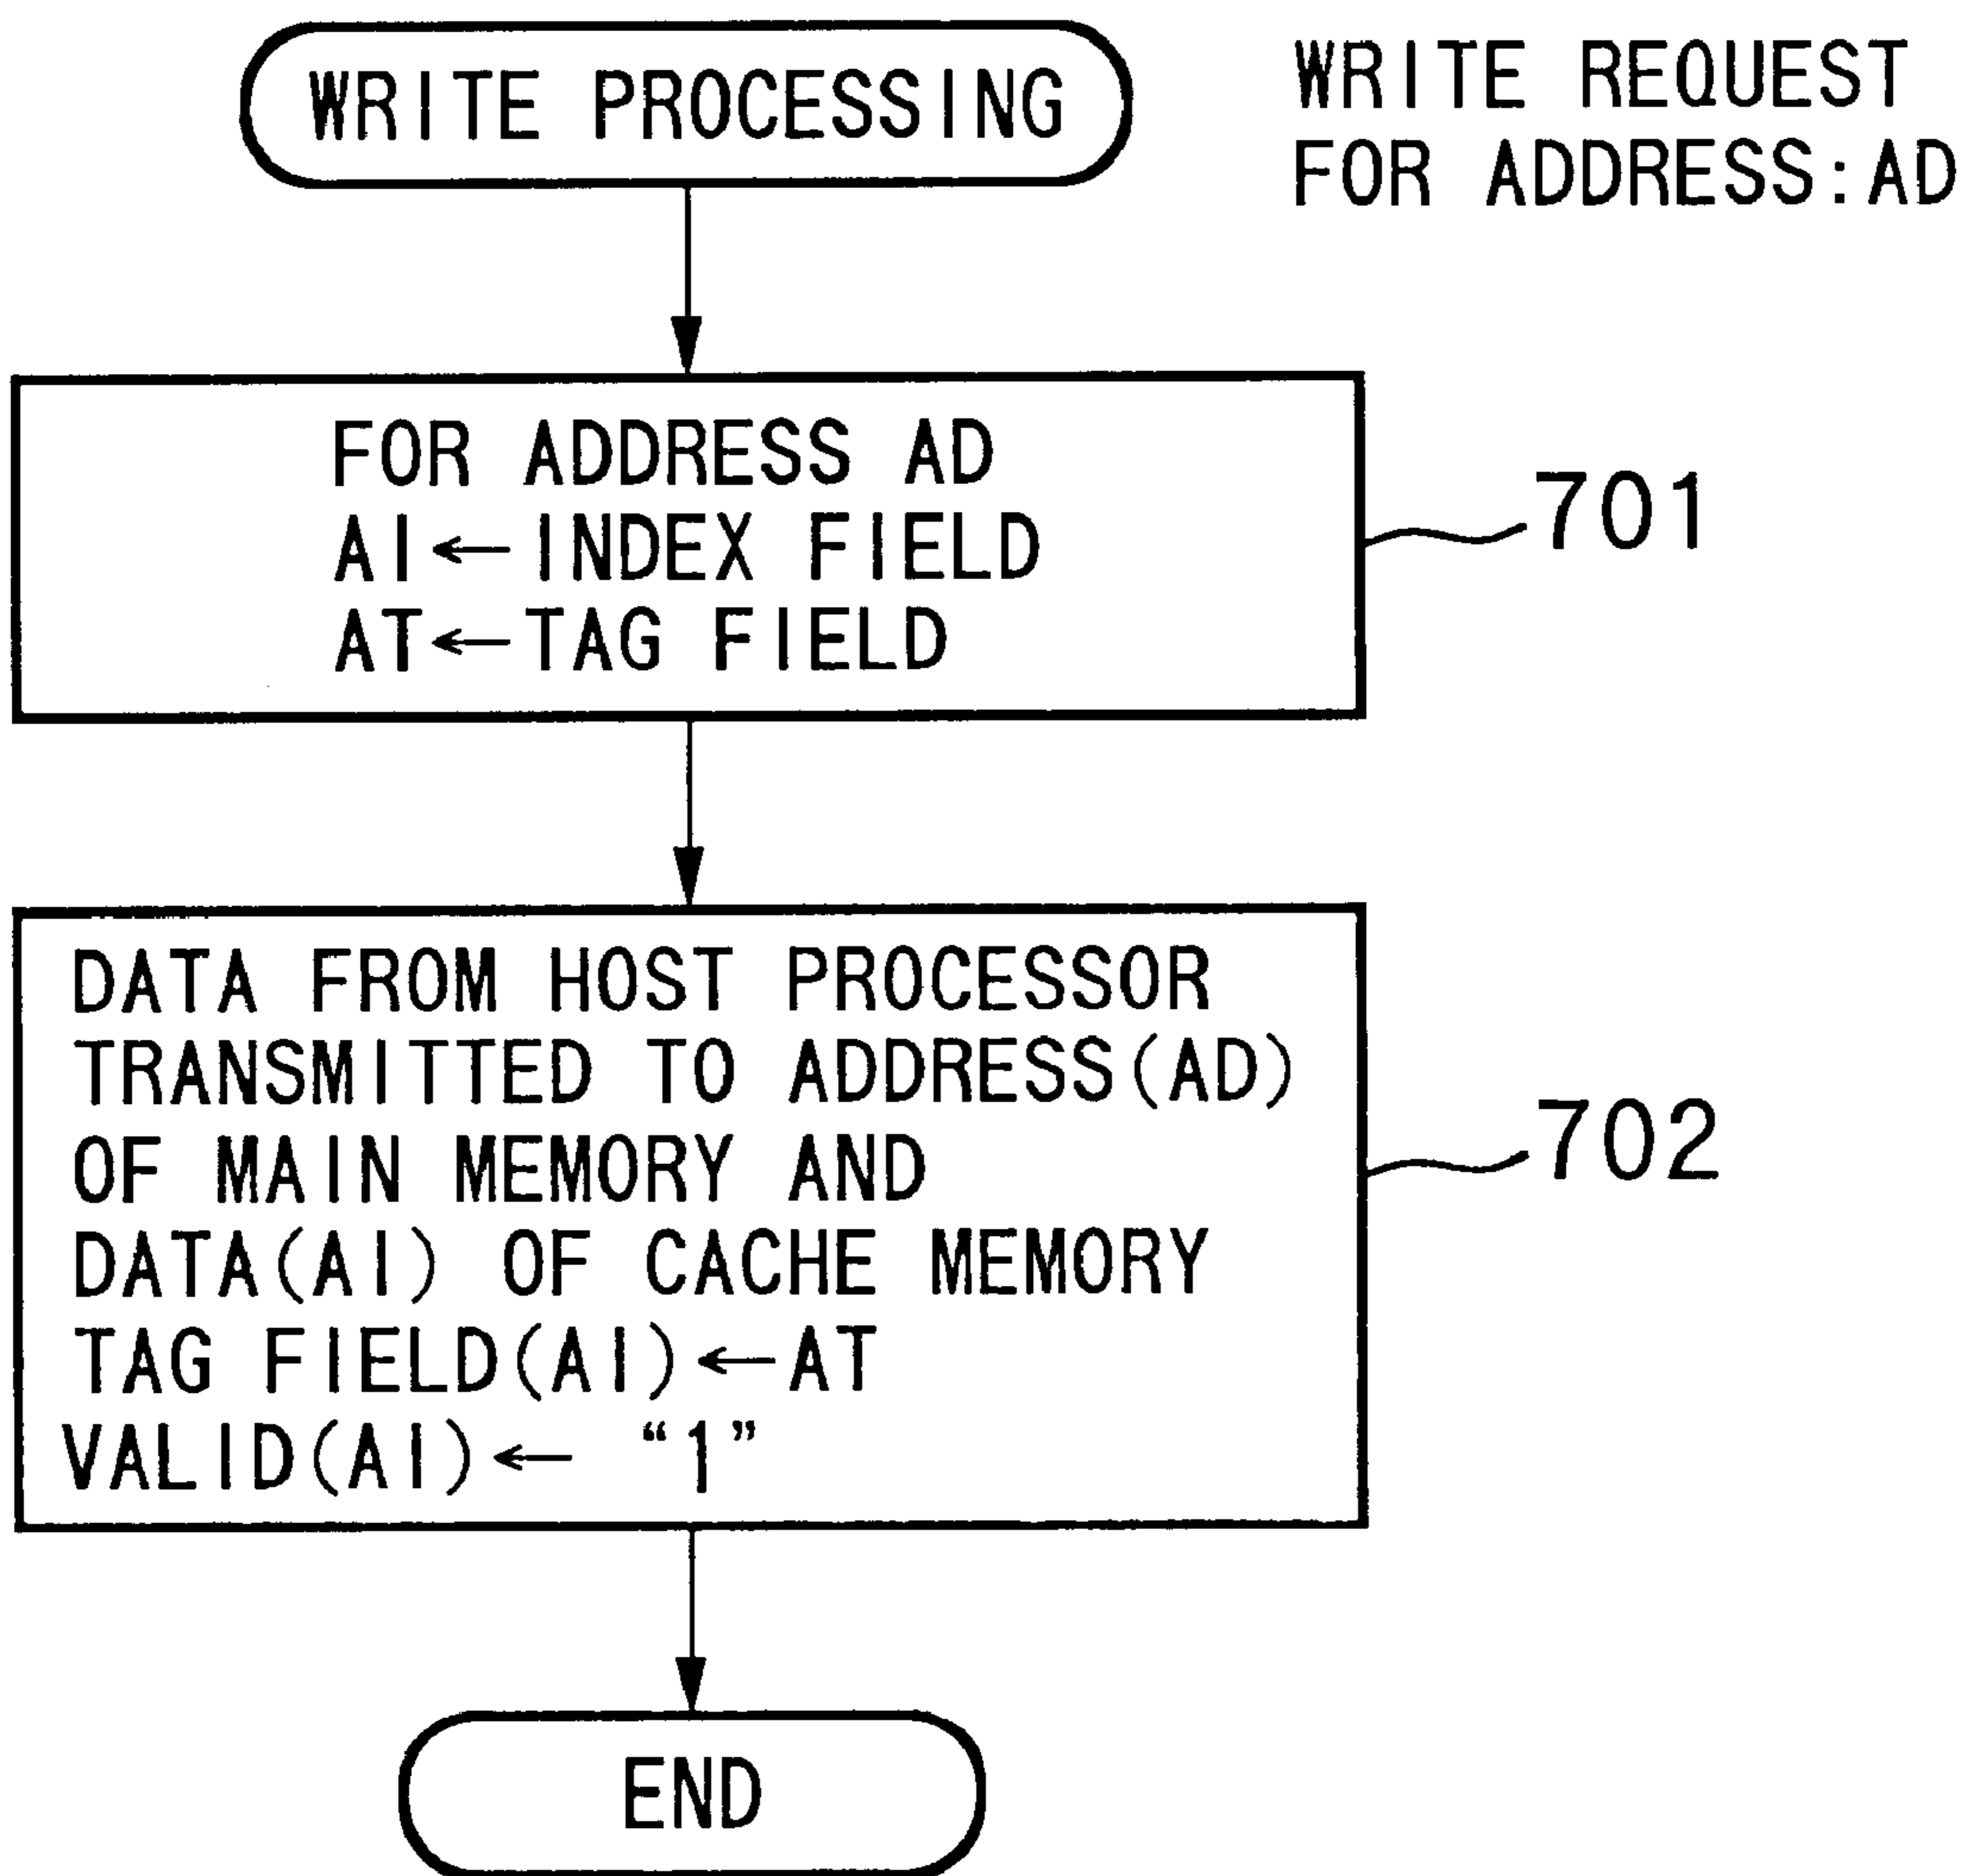 WRITE PROCESSING
WRITE REQUEST
FOR ADDRESS:AD
FOR ADDRESS AD
AI←INDEX FIELD
AT←TAG FIELD
701
DATA FROM HOST PROCESSOR
TRANSMITTED TO ADDRESS(AD)
OF MAIN MEMORY AND
DATA(AI) OF CACHE MEMORY
TAG FIELD(AI)←AT
VALID(AI)← “1”
702
END